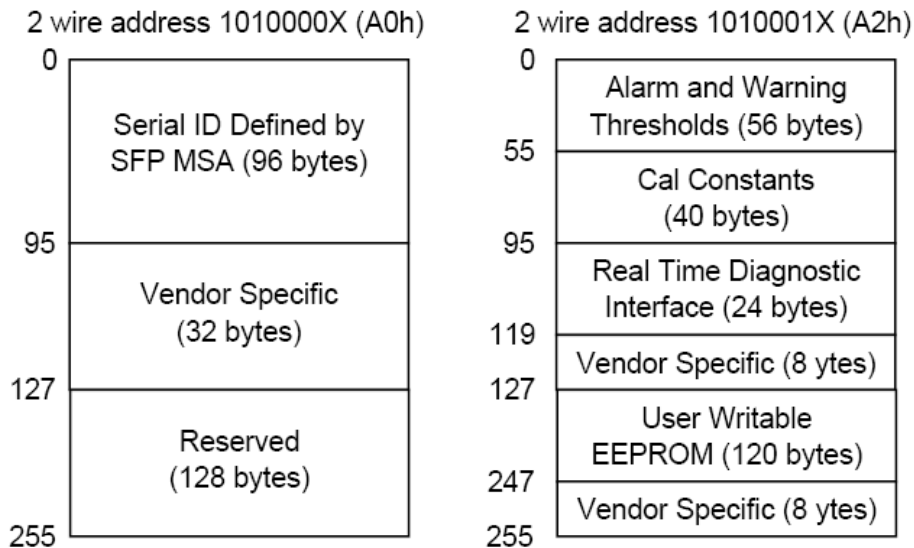 2 wire address 1010000X (A0h)
0
Serial ID Defined by
SFP MSA (96 bytes)
95
Vendor Specific
(32 bytes)
127
Reserved
(128 bytes)
255
2 wire address 1010001X (A2h)
0
Alarm and Warning
Thresholds (56 bytes)
55
Cal Constants
(40 bytes)
95
Real Time Diagnostic
Interface (24 bytes)
119
Vendor Specific (8 ytes)
127
User Writable
EEPROM (120 bytes)
247
Vendor Specific (8 ytes)
255